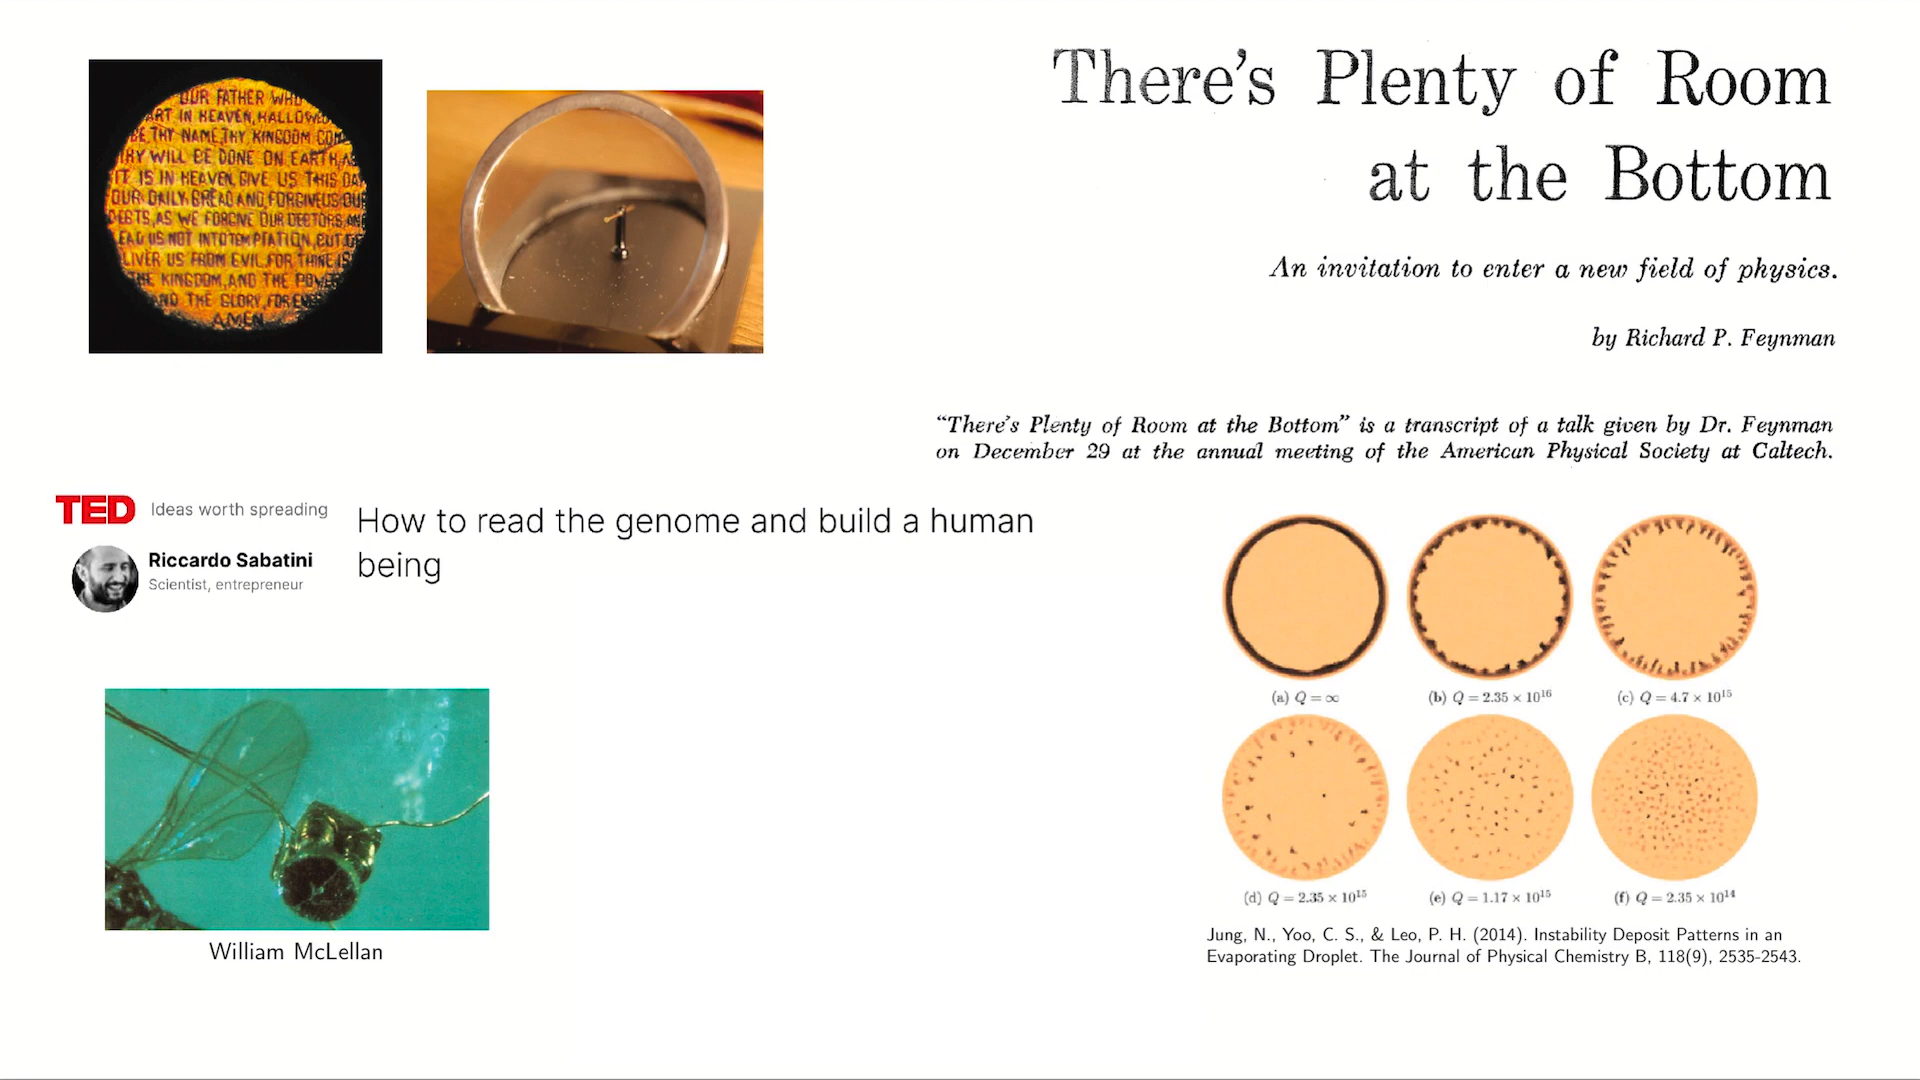 OUR FATHER WHO
ART IN HEAVEN, HALLOWED
BE THY NAME, THY KINGDOM COME
THY WILL BE DONE ON EARTH, A
IT IS IN HEAVEN, GIVE US THIS DAY
OUR DAILY BREAD AND, FORGIVE US OUR
DEBTS, AS WE FORGIVE OUR DEBTORS AND
LEAD US NOT INTO TEMPTATION, BUT DE
LIVER US FROM EVIL, FOR THINE IS
THE KINGDOM, AND THE POWER
AND THE GLORY, FOREVER
AMEN
There's Plenty of Room
at the Bottom
An invitation to enter a new field of physics.
by Richard P. Feynman
"There's Plenty of Room at the Bottom" is a transcript of a talk given by Dr. Feynman
on December 29 at the annual meeting of the American Physical Society at Caltech.
TED Ideas worth spreading
Riccardo Sabatini
Scientist, entrepreneur
How to read the genome and build a human
being
William McLellan
(a) Q = ∞
(b) Q = 2.35 × 10¹⁶
(c) Q = 4.7 × 10¹⁵
(d) Q = 2.35 × 10¹⁵
(e) Q = 1.17 × 10¹⁵
(f) Q = 2.35 × 10¹⁴
Jung, N., Yoo, C. S., & Leo, P. H. (2014). Instability Deposit Patterns in an
Evaporating Droplet. The Journal of Physical Chemistry B, 118(9), 2535-2543.